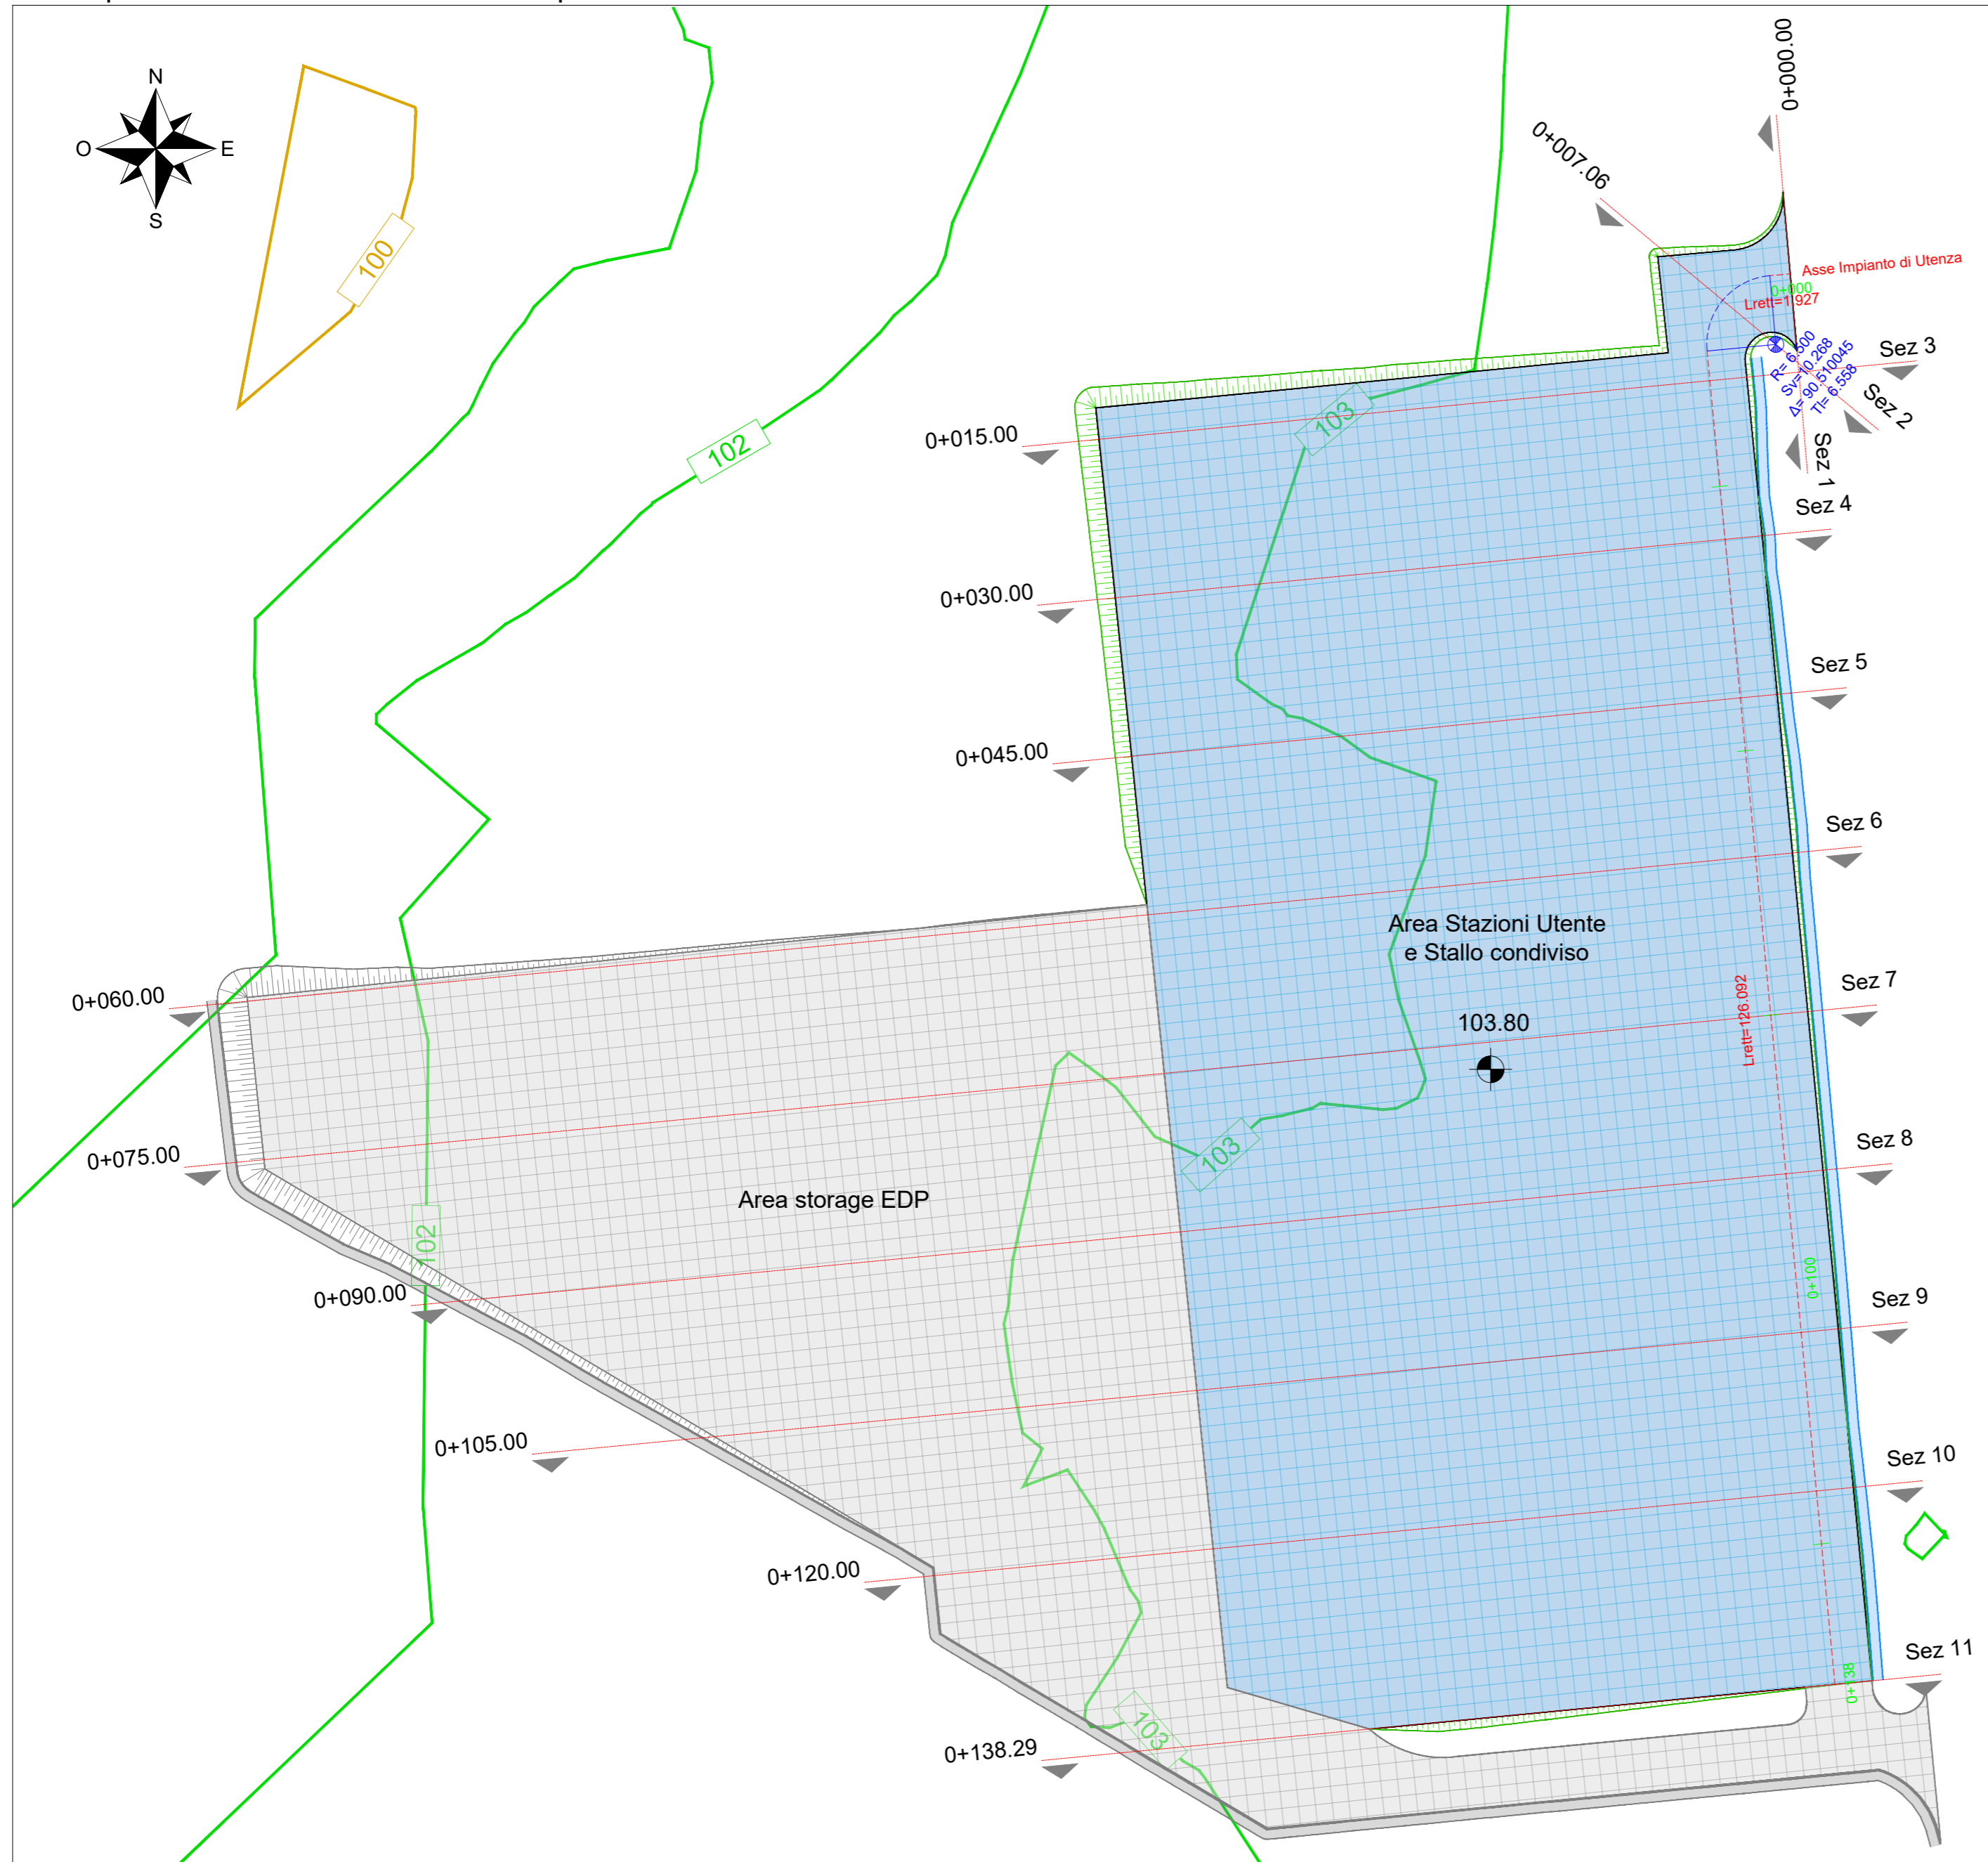 N
O
E
S
100
102
102
103
103
103
0+000.00
0+007.06
0+015.00
0+030.00
0+045.00
0+060.00
0+075.00
0+090.00
0+105.00
0+120.00
0+138.29
Asse Impianto di Utenza
0+000
Lrett=1.927
R= 6.500
Sv=10.268
Δ= 90.510045
Tl= 6.558
Sez 1
Sez 2
Sez 3
Sez 4
Sez 5
Sez 6
Sez 7
Sez 8
Sez 9
Sez 10
Sez 11
Area Stazioni Utente
e Stallo condiviso
103.80
Lrett=126.092
Area storage EDP
0+100
0+138